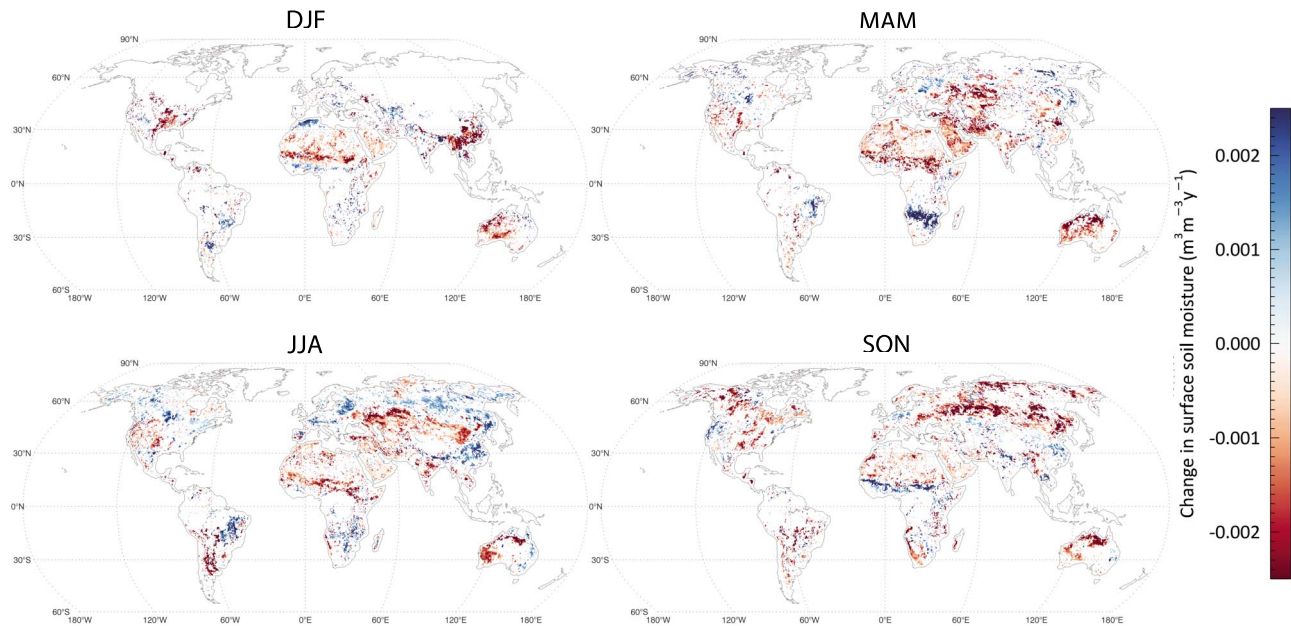 DJF
MAM
90°N
60°N
30°N
0°N
30°S
60°S
180°W 120°W 60°W 0°E 60°E 120°E 180°E
90°N
60°N
30°N
0°N
30°S
60°S
180°W 120°W 60°W 0°E 60°E 120°E 180°E
JJA
SON
90°N
60°N
30°N
0°N
30°S
60°S
180°W 120°W 60°W 0°E 60°E 120°E 180°E
90°N
60°N
30°N
0°N
30°S
60°S
180°W 120°W 60°W 0°E 60°E 120°E 180°E
Change in surface soil moisture (m³m⁻³y⁻¹)
0.002
0.001
0.000
-0.001
-0.002